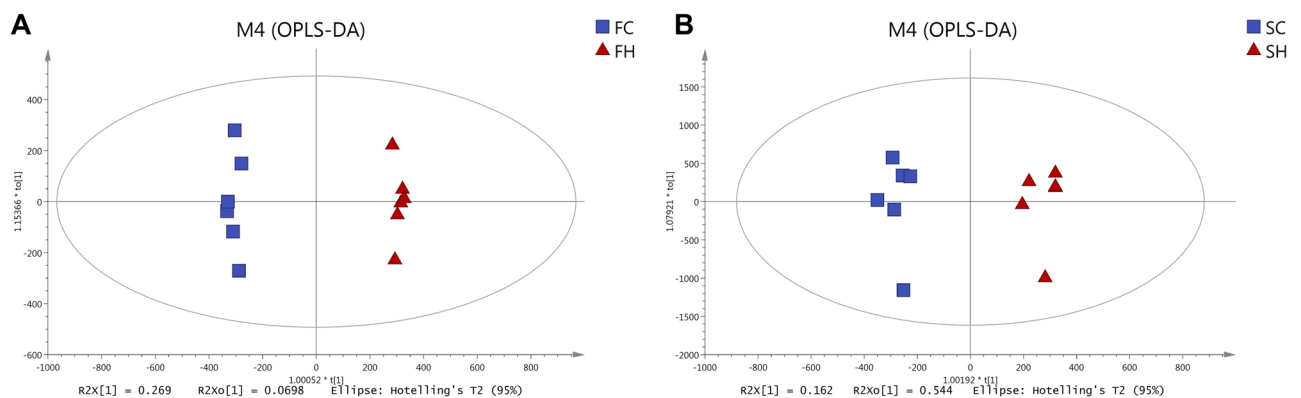 A
M4 (OPLS-DA)
FC
FH
1.15366 * to[1]
400
200
0
-200
-400
-600
-1000 -800 -600 -400 -200 0 200 400 600 800 1000
1.00052 * t[1]
R2X[1] = 0.269 R2Xo[1] = 0.0698 Ellipse: Hotelling's T2 (95%)
B
M4 (OPLS-DA)
SC
SH
1.07921 * to[1]
1500
1000
500
0
-500
-1000
-1500
-2000
-1000 -800 -600 -400 -200 0 200 400 600 800
1.00192 * t[1]
R2X[1] = 0.162 R2Xo[1] = 0.544 Ellipse: Hotelling's T2 (95%)